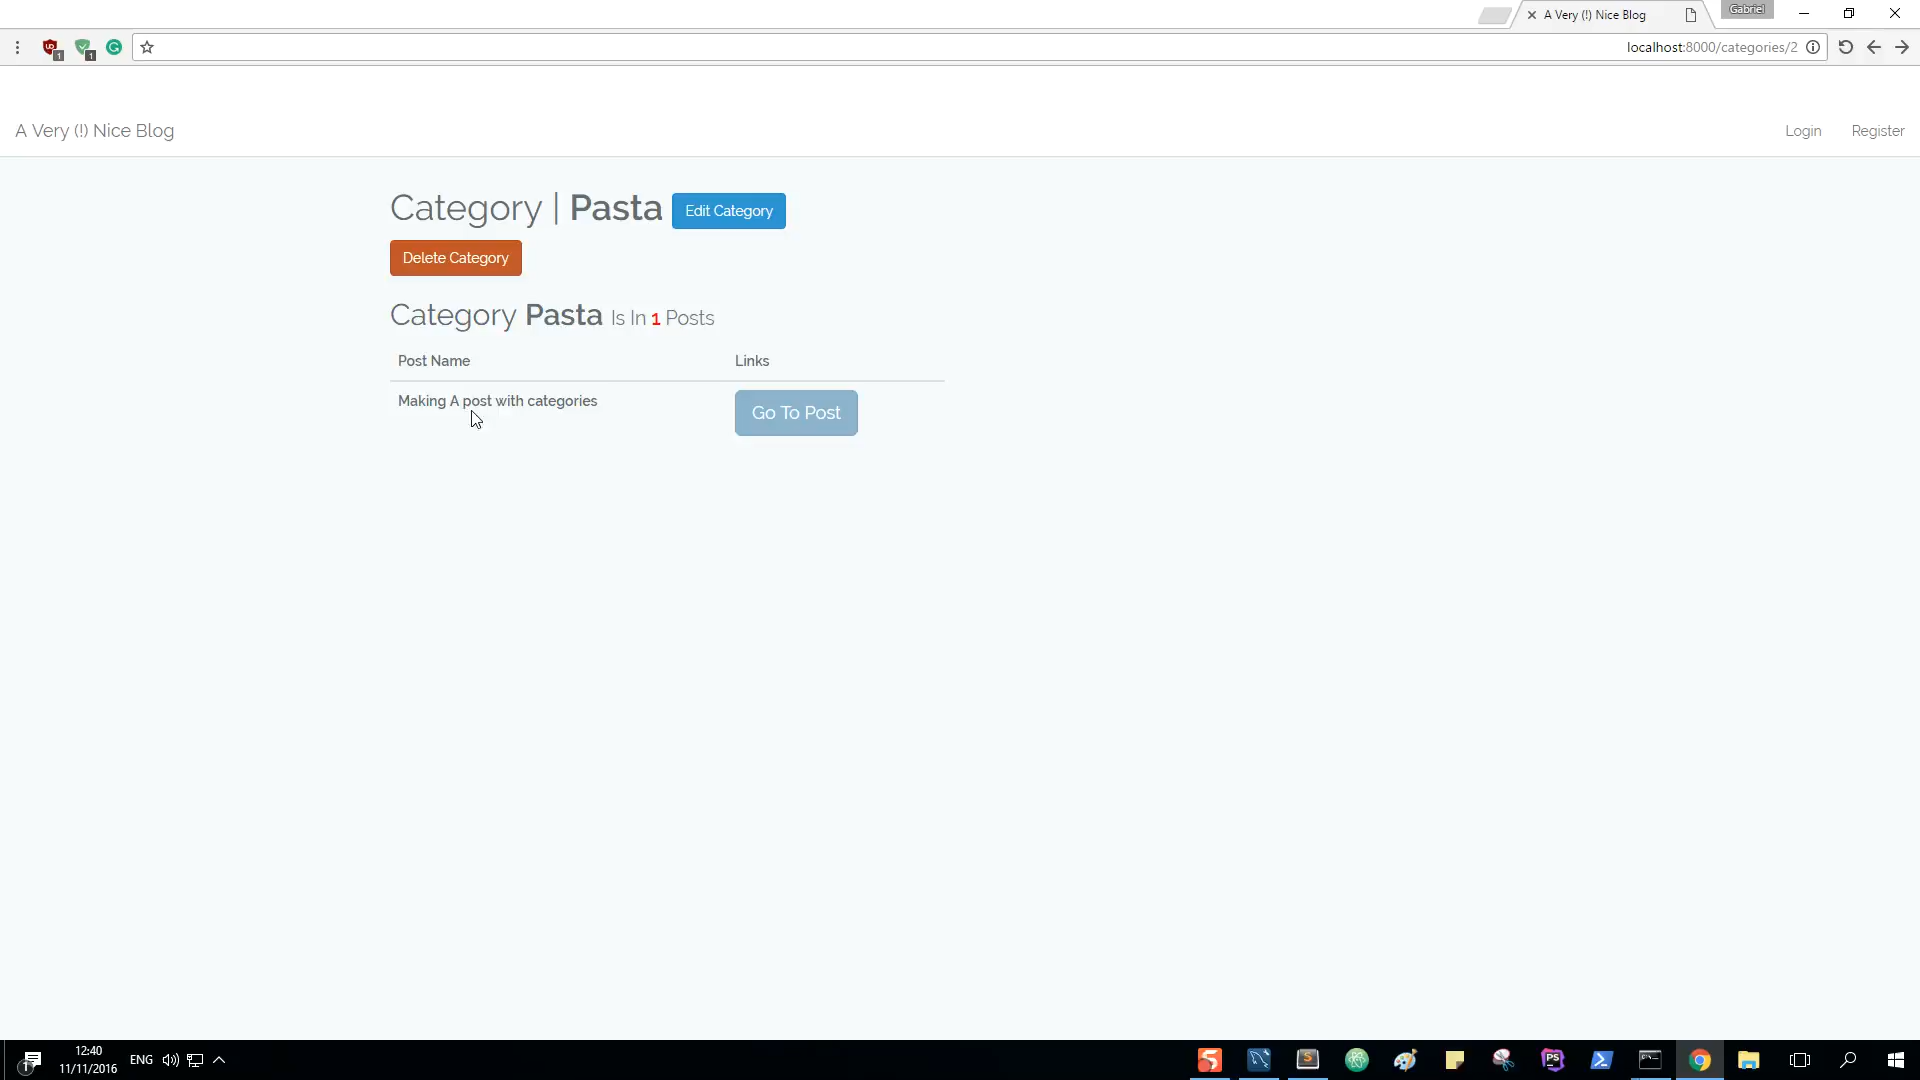 A Very (!) Nice Blog
Gabriel
localhost:8000/categories/2
A Very (!) Nice Blog
Login
Register
Category | Pasta
Edit Category
Delete Category
Category Pasta Is In 1 Posts
Post Name
Links
Making A post with categories
Go To Post
1
12:40
11/11/2016
ENG